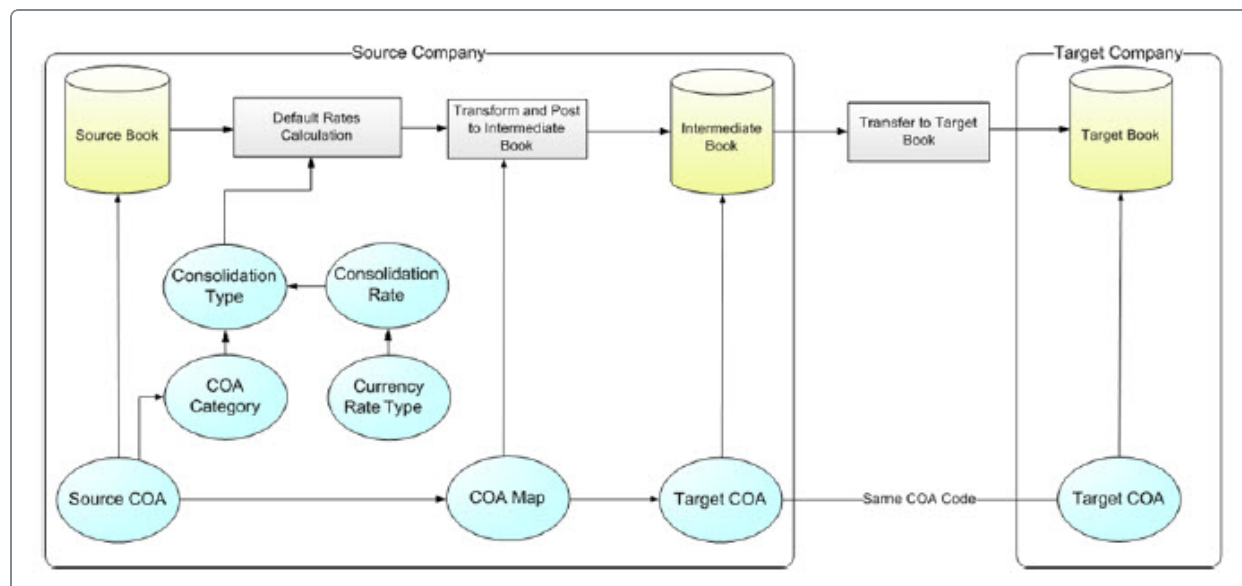 Source Company
Target Company
Source Book
Default Rates
Calculation
Transform and Post
to Intermediate
Book
Intermediate
Book
Transfer to Target
Book
Target Book
Consolidation
Type
Consolidation
Rate
COA
Category
Currency
Rate Type
Source COA
COA Map
Target COA
Same COA Code
Target COA